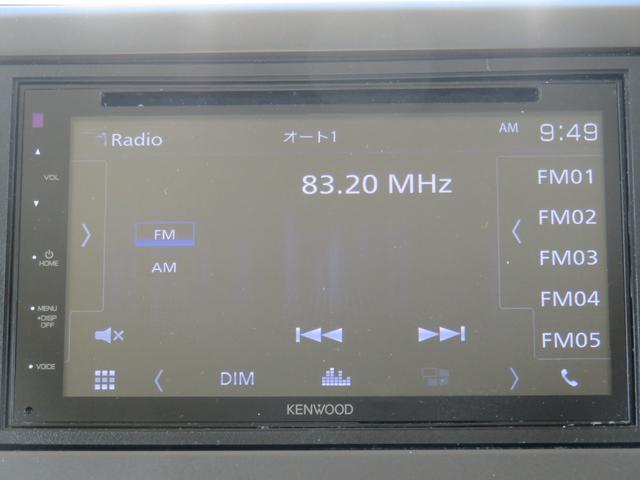 Radio
オート1
AM 9:49
83.20 MHz
FM01
FM02
FM03
FM04
FM05
FM
AM
VOL
HOME
MENU
DISP
OFF
VOICE
DIM
KENWOOD